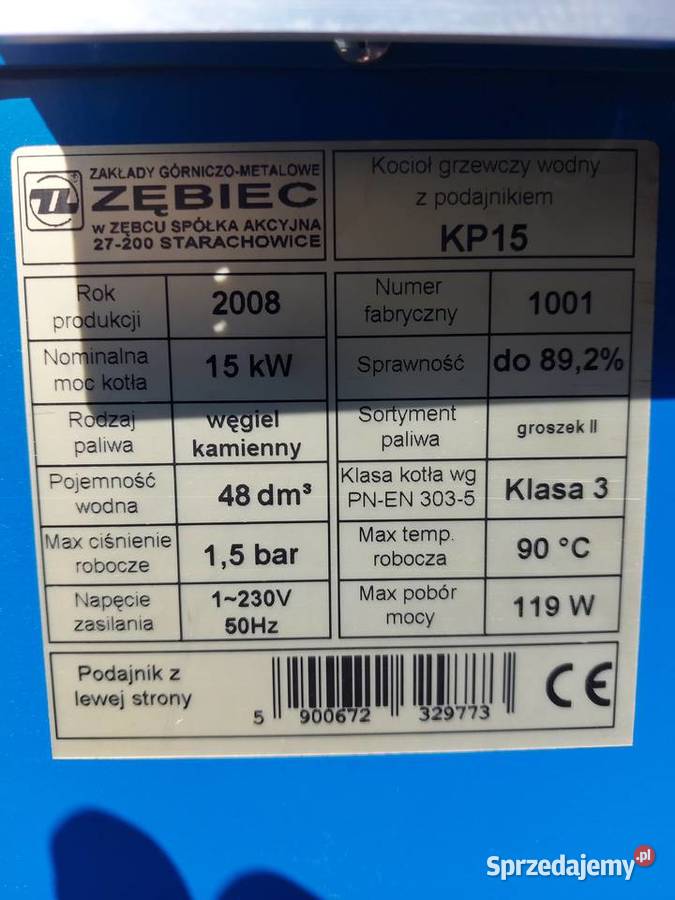 ZAKŁADY GÓRNICZO-METALOWE
ZĘBIEC
w ZĘBCU SPÓŁKA AKCYJNA
27-200 STARACHOWICE
Kocioł grzewczy wodny
z podajnikiem
KP15
Rok
produkcji
2008
Numer
fabryczny
1001
Nominalna
moc kotła
15 kW
Sprawność
do 89,2%
Rodzaj
paliwa
węgiel
kamienny
Sortyment
paliwa
groszek II
Pojemność
wodna
48 dm³
Klasa kotła wg
PN-EN 303-5
Klasa 3
Max ciśnienie
robocze
1,5 bar
Max temp.
robocza
90 °C
Napęcie
zasilania
1~230V
50Hz
Max pobór
mocy
119 W
Podajnik z
lewej strony
5 900672 329773
CE
Sprzedajemy.pl